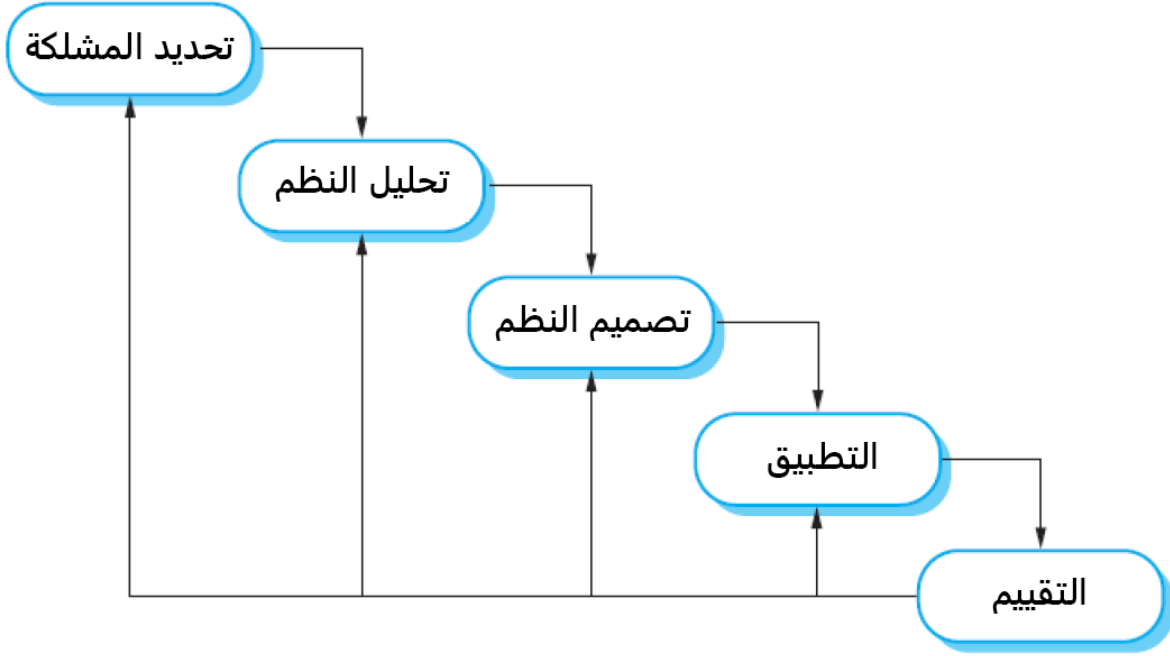 تحديد المشلكة
تحليل النظم
تصميم النظم
التطبيق
التقييم